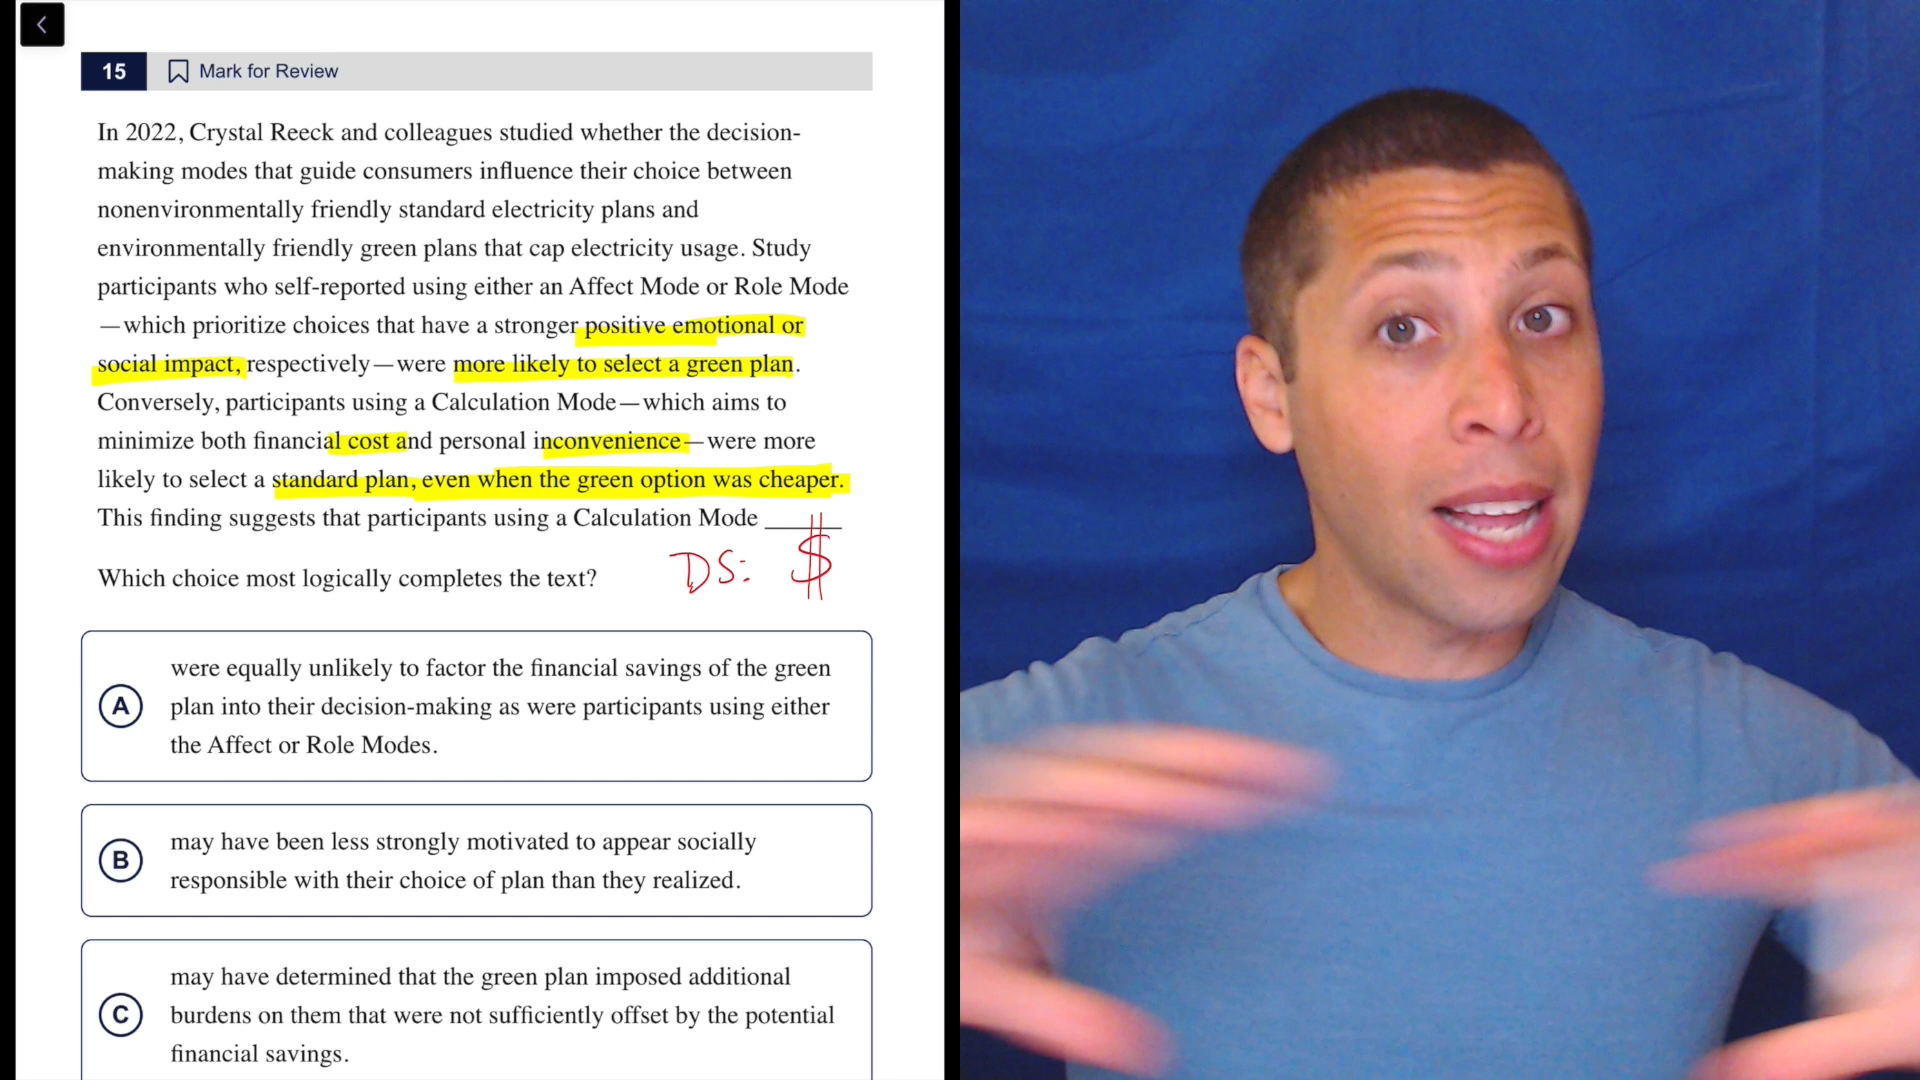 15 Mark for Review
In 2022, Crystal Reeck and colleagues studied whether the decision-
making modes that guide consumers influence their choice between
nonenvironmentally friendly standard electricity plans and
environmentally friendly green plans that cap electricity usage. Study
participants who self-reported using either an Affect Mode or Role Mode
—which prioritize choices that have a stronger positive emotional or
social impact, respectively—were more likely to select a green plan.
Conversely, participants using a Calculation Mode—which aims to
minimize both financial cost and personal inconvenience—were more
likely to select a standard plan, even when the green option was cheaper.
This finding suggests that participants using a Calculation Mode ______
DS: $
Which choice most logically completes the text?
A
were equally unlikely to factor the financial savings of the green
plan into their decision-making as were participants using either
the Affect or Role Modes.
B
may have been less strongly motivated to appear socially
responsible with their choice of plan than they realized.
C
may have determined that the green plan imposed additional
burdens on them that were not sufficiently offset by the potential
financial savings.